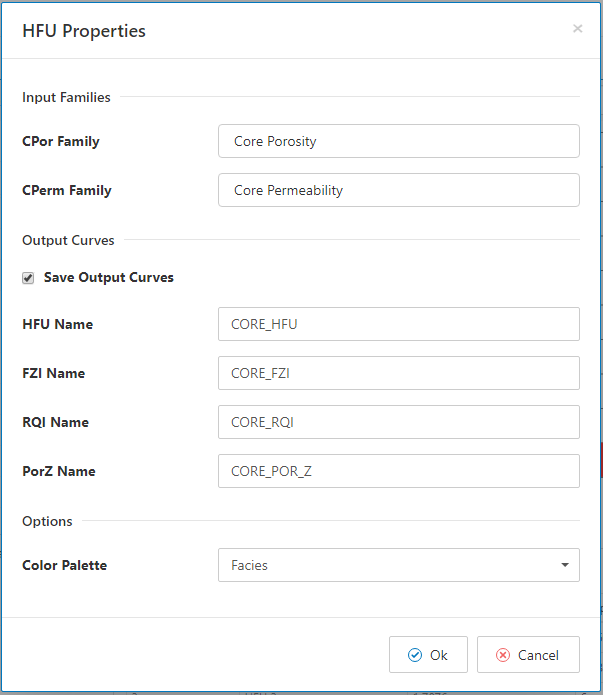 HFU Properties ×
Input Families
CPor Family Core Porosity
CPerm Family Core Permeability
Output Curves
Save Output Curves
HFU Name CORE_HFU
FZI Name CORE_FZI
RQI Name CORE_RQI
PorZ Name CORE_POR_Z
Options
Color Palette Facies
Ok Cancel